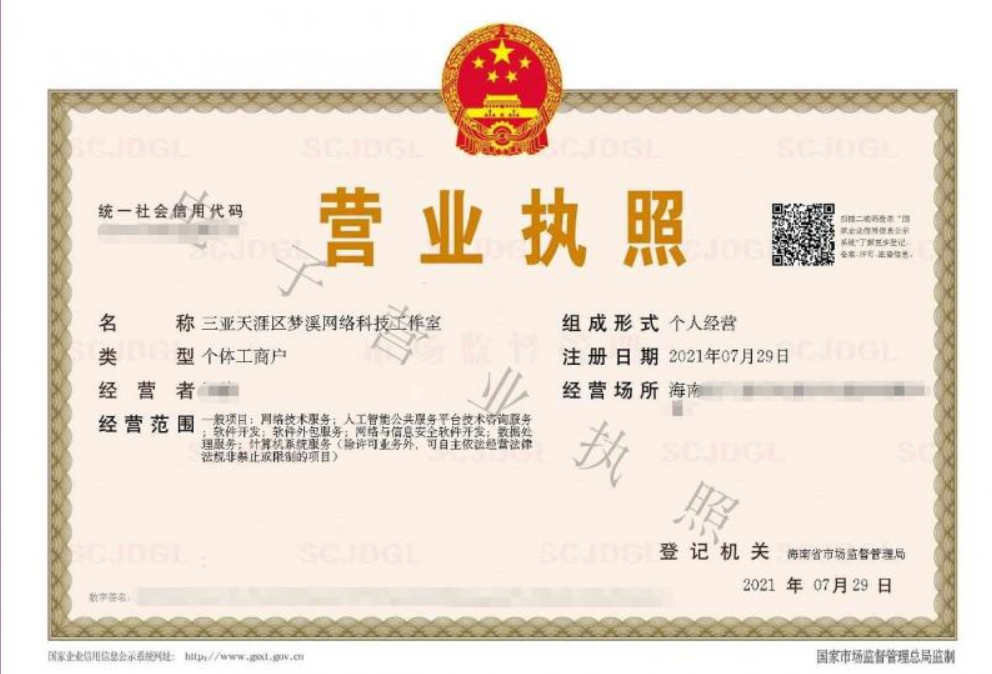 营业执照
统一社会信用代码
扫描二维码登录“国
家企业信用信息公示
系统”了解更多登记、
备案、许可、监管信息。
名称 三亚天涯区梦溪网络科技工作室
类型 个体工商户
经营者
经营范围 一般项目：网络技术服务；人工智能公共服务平台技术咨询服务
；软件开发；软件外包服务；网络与信息安全软件开发；数据处
理服务；计算机系统服务（除许可业务外，可自主依法经营法律
法规非禁止或限制的项目）
组成形式 个人经营
注册日期 2021年07月29日
经营场所 海南
电子营业执照
登记机关 海南省市场监督管理局
2021 年 07月 29 日
数字签名：
国家企业信用信息公示系统网址： http://www.gsxt.gov.cn
国家市场监督管理总局监制
SCJDGL